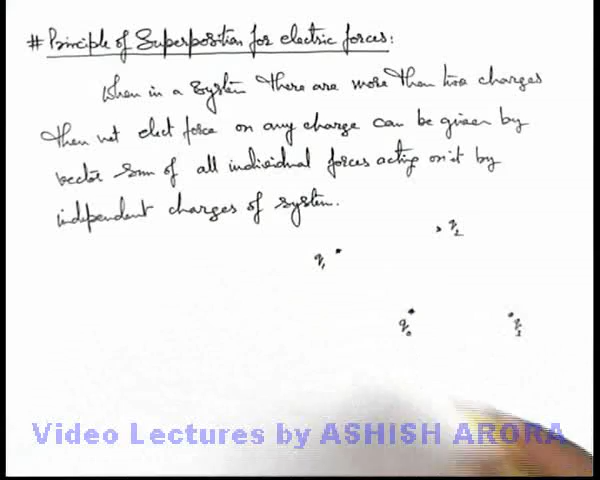 # Principle of Superposition for electric forces:
When in a system there are more than two charges
then net elect force on any charge can be given by
vector sum of all individual forces acting on it by
independent charges of system.
q₂
q₁
q₀ q₃
Video Lectures by ASHISH ARORA